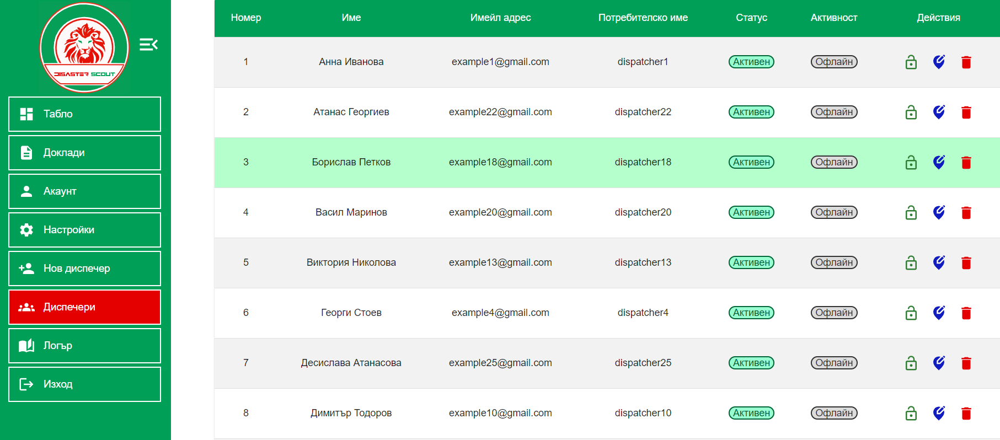 DISASTER SCOUT
Табло
Доклади
Акаунт
Настройки
Нов диспечер
Диспечери
Логър
Изход
Номер Име Имейл адрес Потребителско име Статус Активност Действия
1 Анна Иванова example1@gmail.com dispatcher1 Активен Офлайн
2 Атанас Георгиев example22@gmail.com dispatcher22 Активен Офлайн
3 Борислав Петков example18@gmail.com dispatcher18 Активен Офлайн
4 Васил Маринов example20@gmail.com dispatcher20 Активен Офлайн
5 Виктория Николова example13@gmail.com dispatcher13 Активен Офлайн
6 Георги Стоев example4@gmail.com dispatcher4 Активен Офлайн
7 Десислава Атанасова example25@gmail.com dispatcher25 Активен Офлайн
8 Димитър Тодоров example10@gmail.com dispatcher10 Активен Офлайн